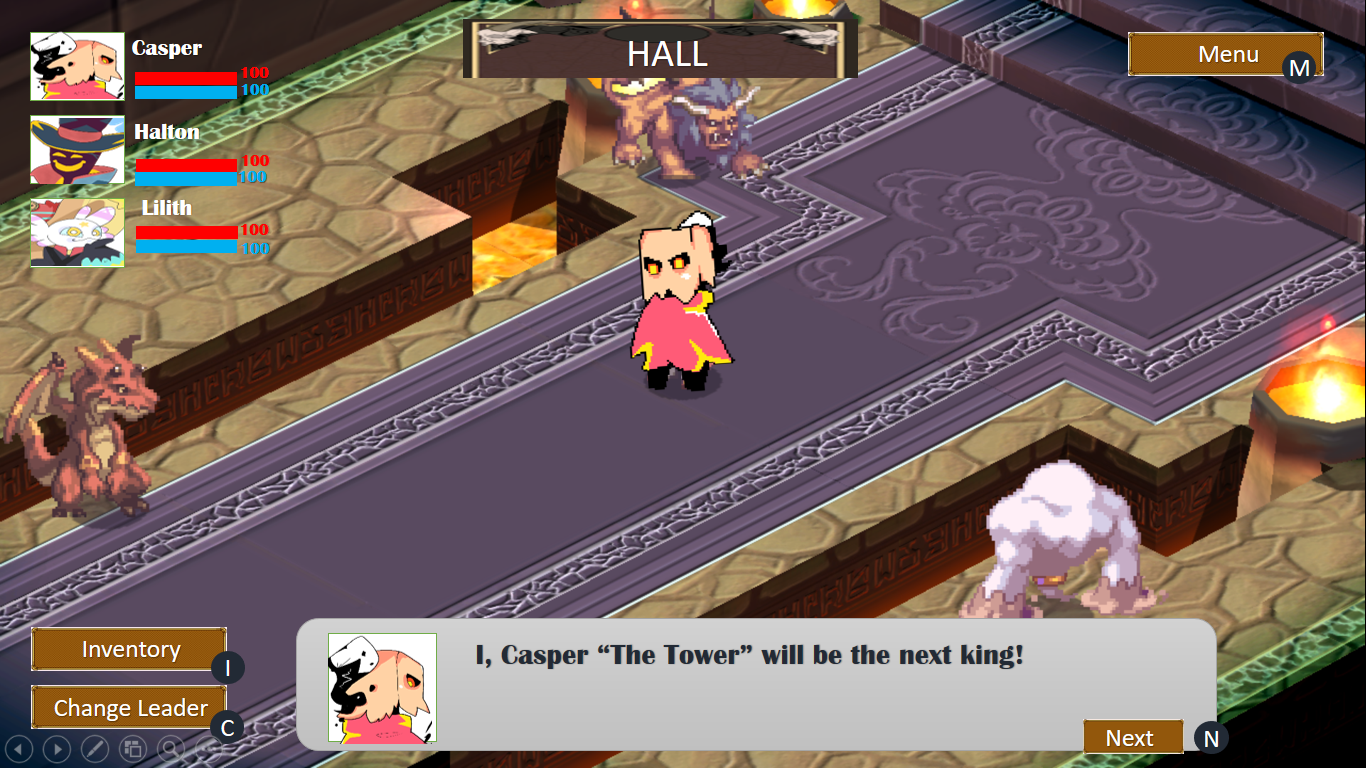 HALL
Casper
100
100
Halton
100
100
Lilith
100
100
Menu
M
Inventory
I
Change Leader
C
I, Casper “The Tower” will be the next king!
Next
N